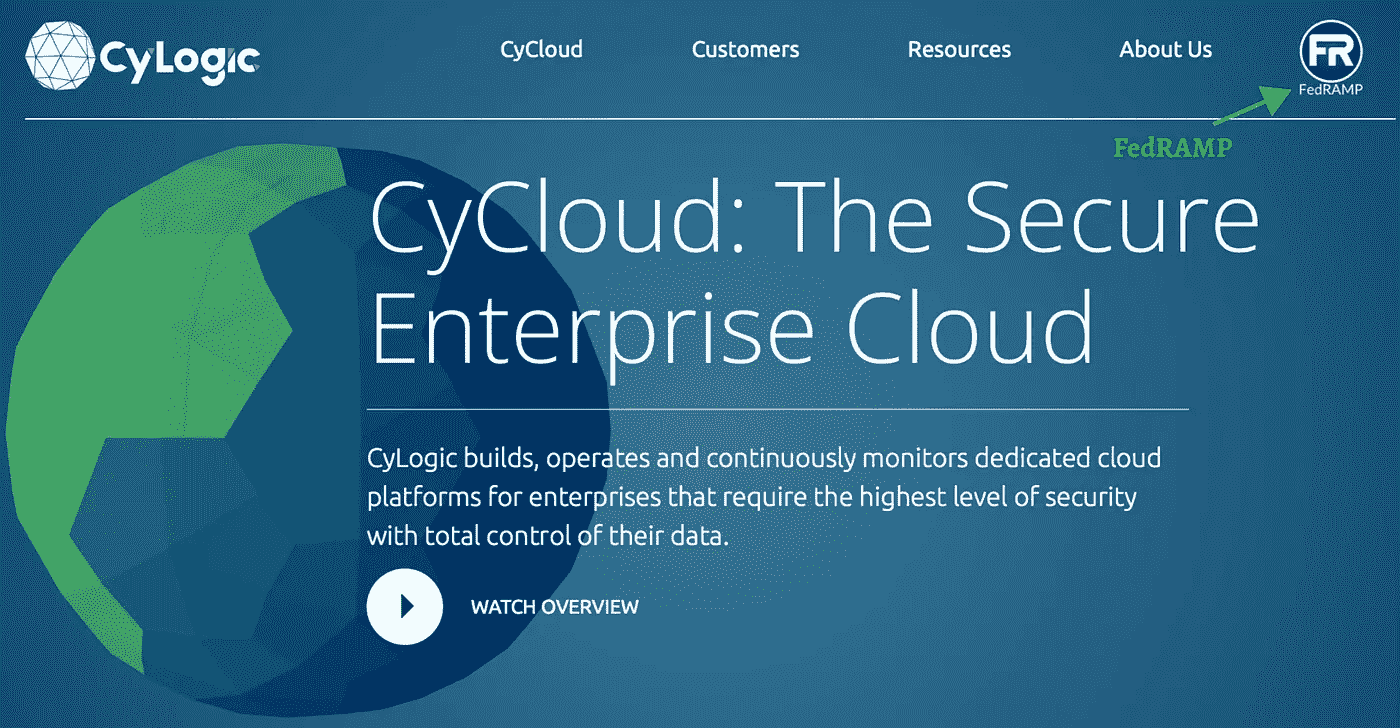 CyLogic
CyCloud
Customers
Resources
About Us
FR
FedRAMP
FedRAMP
CyCloud: The Secure
Enterprise Cloud
CyLogic builds, operates and continuously monitors dedicated cloud
platforms for enterprises that require the highest level of security
with total control of their data.
WATCH OVERVIEW